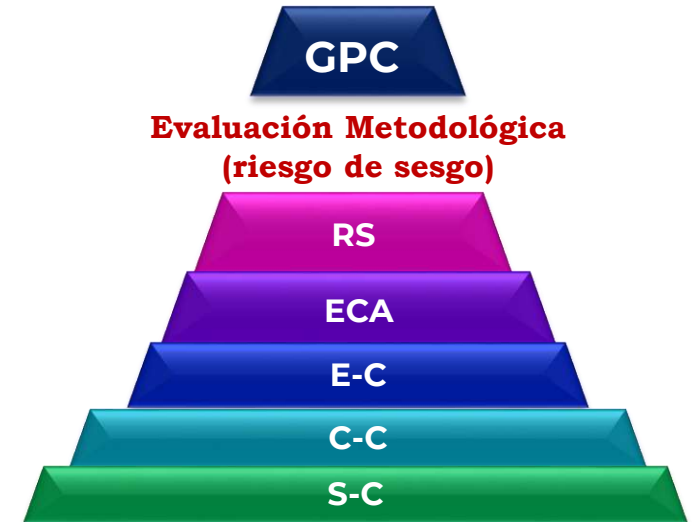 GPC
Evaluación Metodológica
(riesgo de sesgo)
RS
ECA
E-C
C-C
S-C